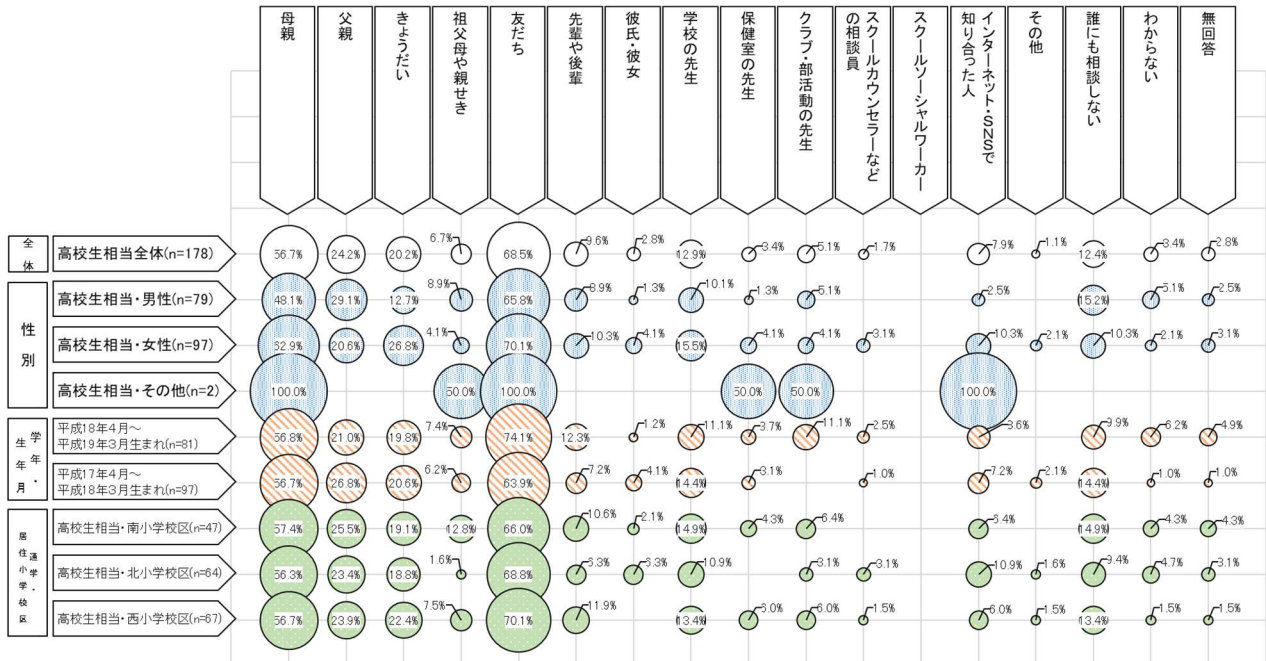 母親
父親
きょうだい
祖父母や親せき
友だち
先輩や後輩
彼氏・彼女
学校の先生
保健室の先生
クラブ・部活動の先生
スクールカウンセラーなど
の相談員
スクールソーシャルワーカー
インターネット・SNSで
知り合った人
その他
誰にも相談しない
わからない
無回答
全体
高校生相当全体(n=178)
56.7% 24.2% 20.2% 6.7% 68.5% 9.6% 2.8% 12.9% 3.4% 5.1% 1.7% 7.9% 1.1% 12.4% 3.4% 2.8%
性別
高校生相当・男性(n=79)
48.1% 29.1% 12.7% 8.9% 65.8% 8.9% 1.3% 10.1% 1.3% 5.1% 2.5% 15.2% 5.1% 2.5%
高校生相当・女性(n=97)
62.9% 20.6% 26.8% 4.1% 70.1% 10.3% 4.1% 15.5% 4.1% 4.1% 3.1% 10.3% 2.1% 10.3% 2.1% 3.1%
高校生相当・その他(n=2)
100.0% 50.0% 100.0% 50.0% 50.0% 100.0%
学年・
生年月
平成18年4月～
平成19年3月生まれ(n=81)
56.8% 21.0% 19.8% 7.4% 74.1% 12.3% 1.2% 11.1% 3.7% 11.1% 2.5% 8.6% 9.9% 6.2% 4.9%
平成17年4月～
平成18年3月生まれ(n=97)
56.7% 26.8% 20.6% 6.2% 63.9% 7.2% 4.1% 14.4% 3.1% 1.0% 7.2% 2.1% 14.4% 1.0% 1.0%
通学・
居住小学校区
高校生相当・南小学校区(n=47)
57.4% 25.5% 19.1% 12.8% 66.0% 10.6% 2.1% 14.9% 4.3% 6.4% 6.4% 14.9% 4.3% 4.3%
高校生相当・北小学校区(n=64)
56.3% 23.4% 18.8% 1.6% 68.8% 6.3% 6.3% 10.9% 3.1% 3.1% 10.9% 1.6% 9.4% 4.7% 3.1%
高校生相当・西小学校区(n=67)
56.7% 23.9% 22.4% 7.5% 70.1% 11.9% 13.4% 6.0% 6.0% 1.5% 6.0% 1.5% 13.4% 1.5% 1.5%